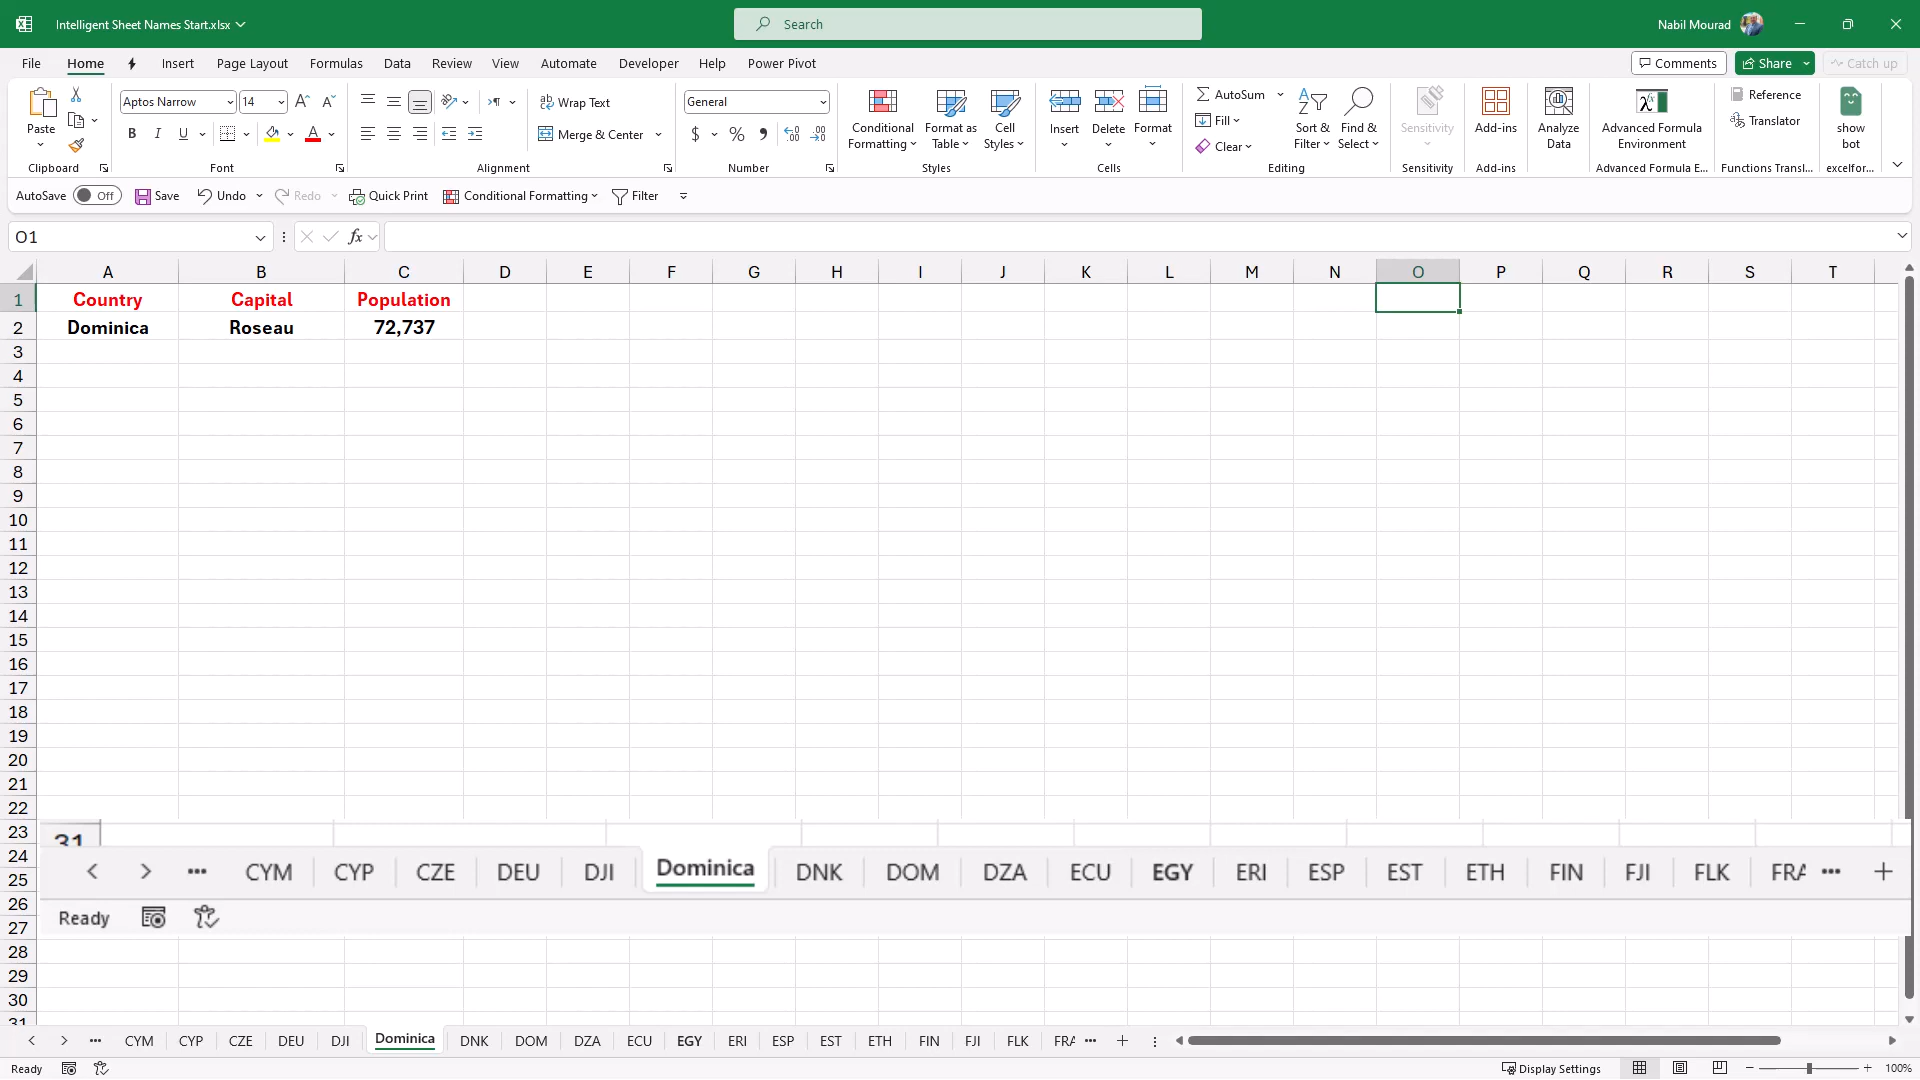 Intelligent Sheet Names Start.xlsx
Search
Nabil Mourad
File Home Insert Page Layout Formulas Data Review View Automate Developer Help Power Pivot
Comments Share Catch up
Paste
Clipboard
Aptos Narrow 14
B I U A
Font
Wrap Text
Merge & Center
Alignment
General
$ % ,
Number
Conditional
Formatting
Format as
Table
Cell
Styles
Styles
Insert Delete Format
Cells
AutoSum
Fill
Clear
Sort &
Filter
Find &
Select
Editing
Sensitivity
Sensitivity
Add-ins
Add-ins
Analyze
Data
Advanced Formula
Environment
Advanced Formula E...
Reference
Translator
Functions Transl...
show
bot
excelfor...
AutoSave Off Save Undo Redo Quick Print Conditional Formatting Filter
O1 fx
A B C D E F G H I J K L M N O P Q R S T
1 Country Capital Population
2 Dominica Roseau 72,737
3
4
5
6
7
8
9
10
11
12
13
14
15
16
17
18
19
20
21
22
23
31
24
CYM CYP CZE DEU DJI Dominica DNK DOM DZA ECU EGY ERI ESP EST ETH FIN FJI FLK FRA
25
26
Ready
27
28
29
30
31
CYM CYP CZE DEU DJI Dominica DNK DOM DZA ECU EGY ERI ESP EST ETH FIN FJI FLK FRA
Ready Display Settings 100%